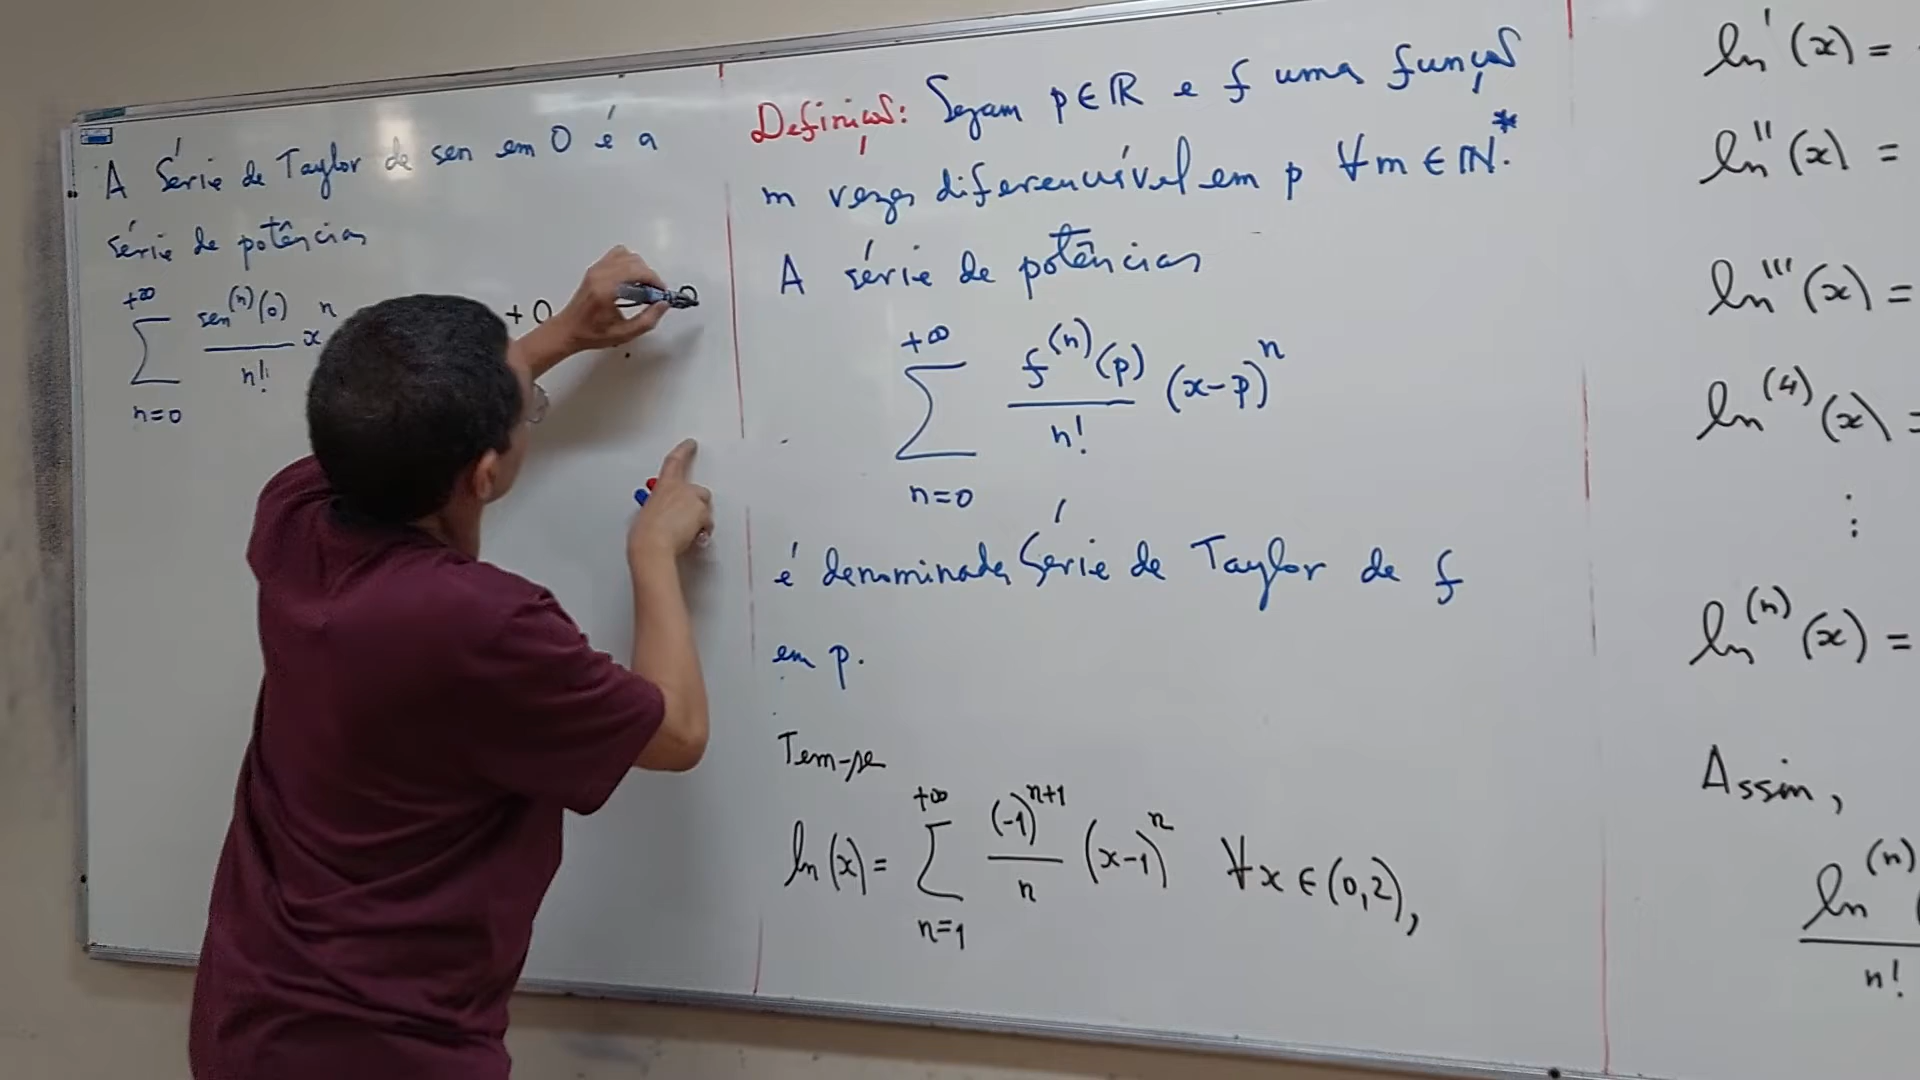 A Série de Taylor de sen em 0 é a
série de potências
+∞
∑ sen⁽ⁿ⁾(0)/n! xⁿ
n=0
+ 0
Definição: Sejam p∈ℝ e f uma função
m vezes diferenciável em p ∀m∈ℕ*.
A série de potências
+∞
∑ f⁽ⁿ⁾(p)/n! (x-p)ⁿ
n=0
é denominada Série de Taylor de f
em p.
Tem-se
+∞
ln(x) = ∑ (-1)ⁿ⁺¹/n (x-1)ⁿ ∀x∈(0,2),
n=1
ln'(x) =
ln''(x) =
ln'''(x) =
ln⁽⁴⁾(x) =
⋮
ln⁽ⁿ⁾(x) =
Assim,
ln⁽ⁿ⁾(
n!